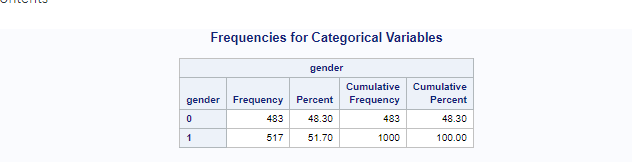 Frequencies for Categorical Variables
gender
Cumulative Cumulative
gender Frequency Percent Frequency Percent
0 483 48.30 483 48.30
1 517 51.70 1000 100.00